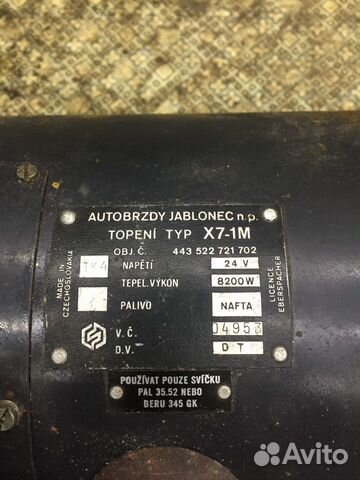 AUTOBRZDY JABLONEC n.p.
TOPENÍ TYP X7-1M
OBJ. Č. 443 522 721 702
MADE IN CZECHOSLOVAKIA
NAPĚTÍ 24 V
TEPEL. VÝKON 8200 W
PALIVO NAFTA
LICENCE EBERSPÄCHER
V. Č. 04953
D. V. D T
POUŽÍVAT POUZE SVÍČKU
PAL 35.52 NEBO
BERU 345 GK
Avito